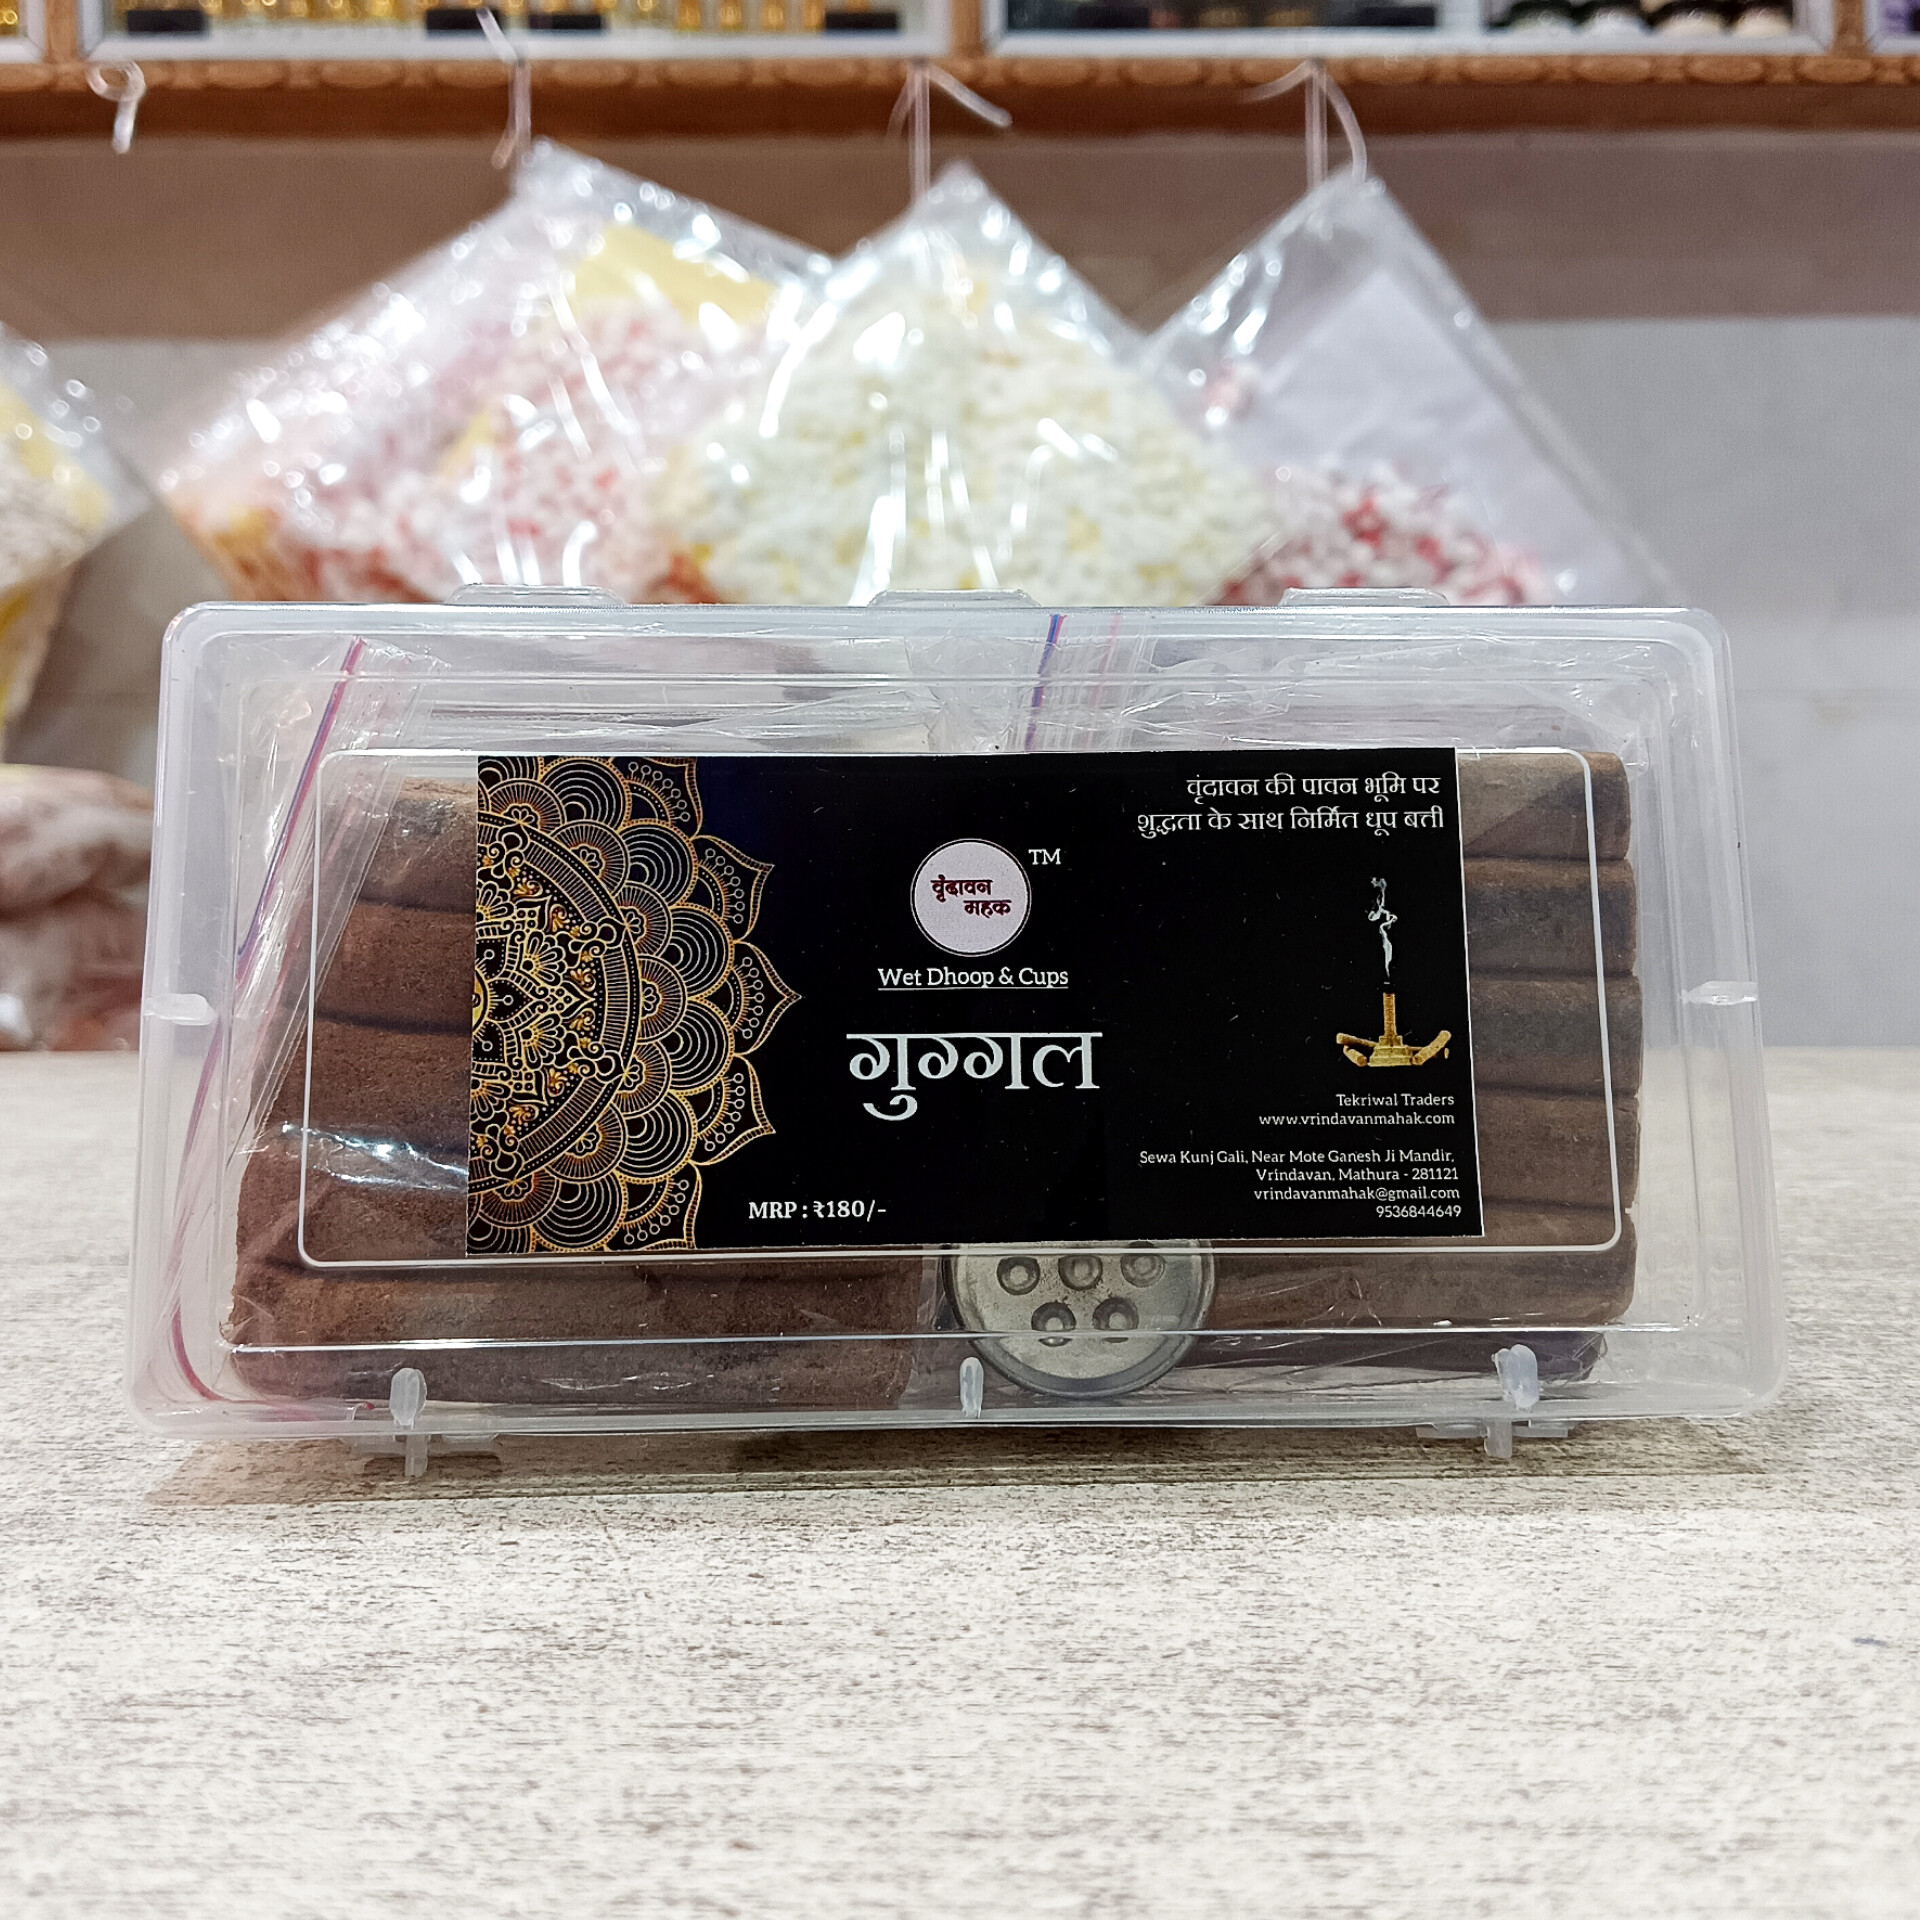 वृंदावन की पावन भूमि पर
शुद्धता के साथ निर्मित धूप बत्ती
TM
वृंदावन
महक
Wet Dhoop & Cups
गुग्गल
MRP : ₹180/-
Tekriwal Traders
www.vrindavanmahak.com
Sewa Kunj Gali, Near Mote Ganesh Ji Mandir,
Vrindavan, Mathura - 281121
vrindavanmahak@gmail.com
9536844649